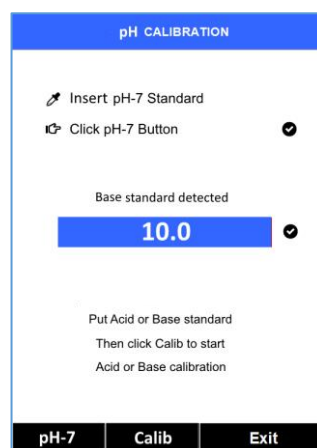 pH CALIBRATION
Insert pH-7 Standard
Click pH-7 Button
Base standard detected
10.0
Put Acid or Base standard
Then click Calib to start
Acid or Base calibration
pH-7 Calib Exit